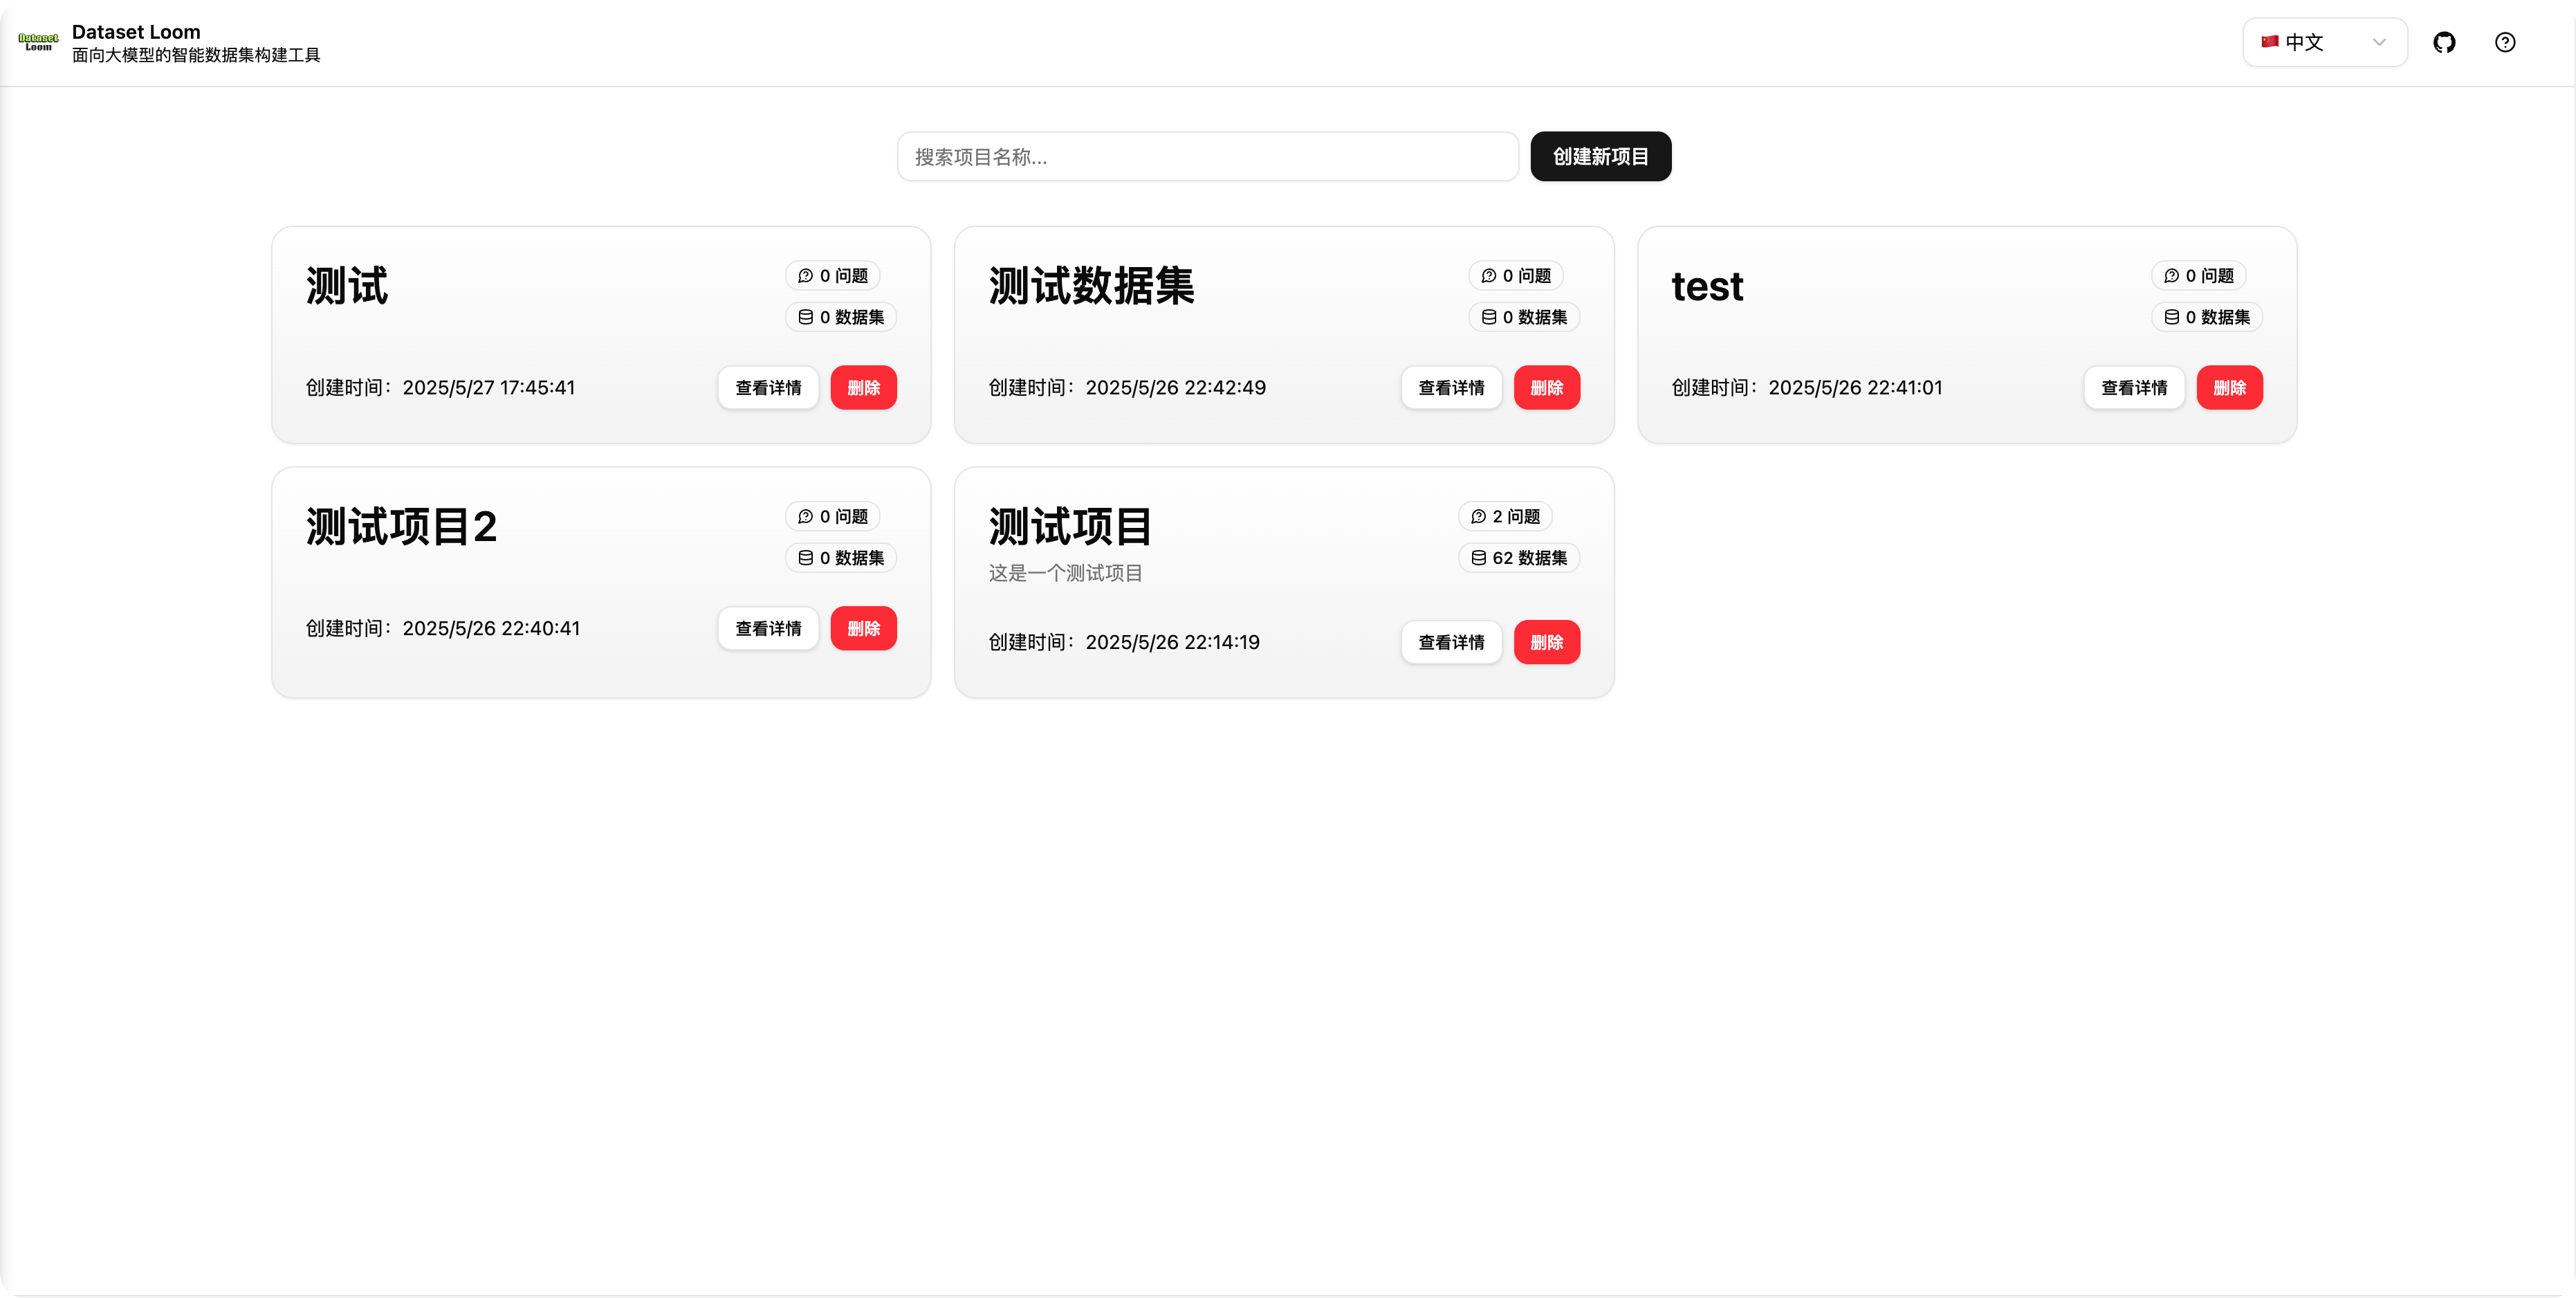 Dataset
Loom
Dataset Loom
面向大模型的智能数据集构建工具
中文
搜索项目名称...
创建新项目
测试
0 问题
0 数据集
创建时间：2025/5/27 17:45:41
查看详情
删除
测试数据集
0 问题
0 数据集
创建时间：2025/5/26 22:42:49
查看详情
删除
test
0 问题
0 数据集
创建时间：2025/5/26 22:41:01
查看详情
删除
测试项目2
0 问题
0 数据集
创建时间：2025/5/26 22:40:41
查看详情
删除
测试项目
这是一个测试项目
2 问题
62 数据集
创建时间：2025/5/26 22:14:19
查看详情
删除